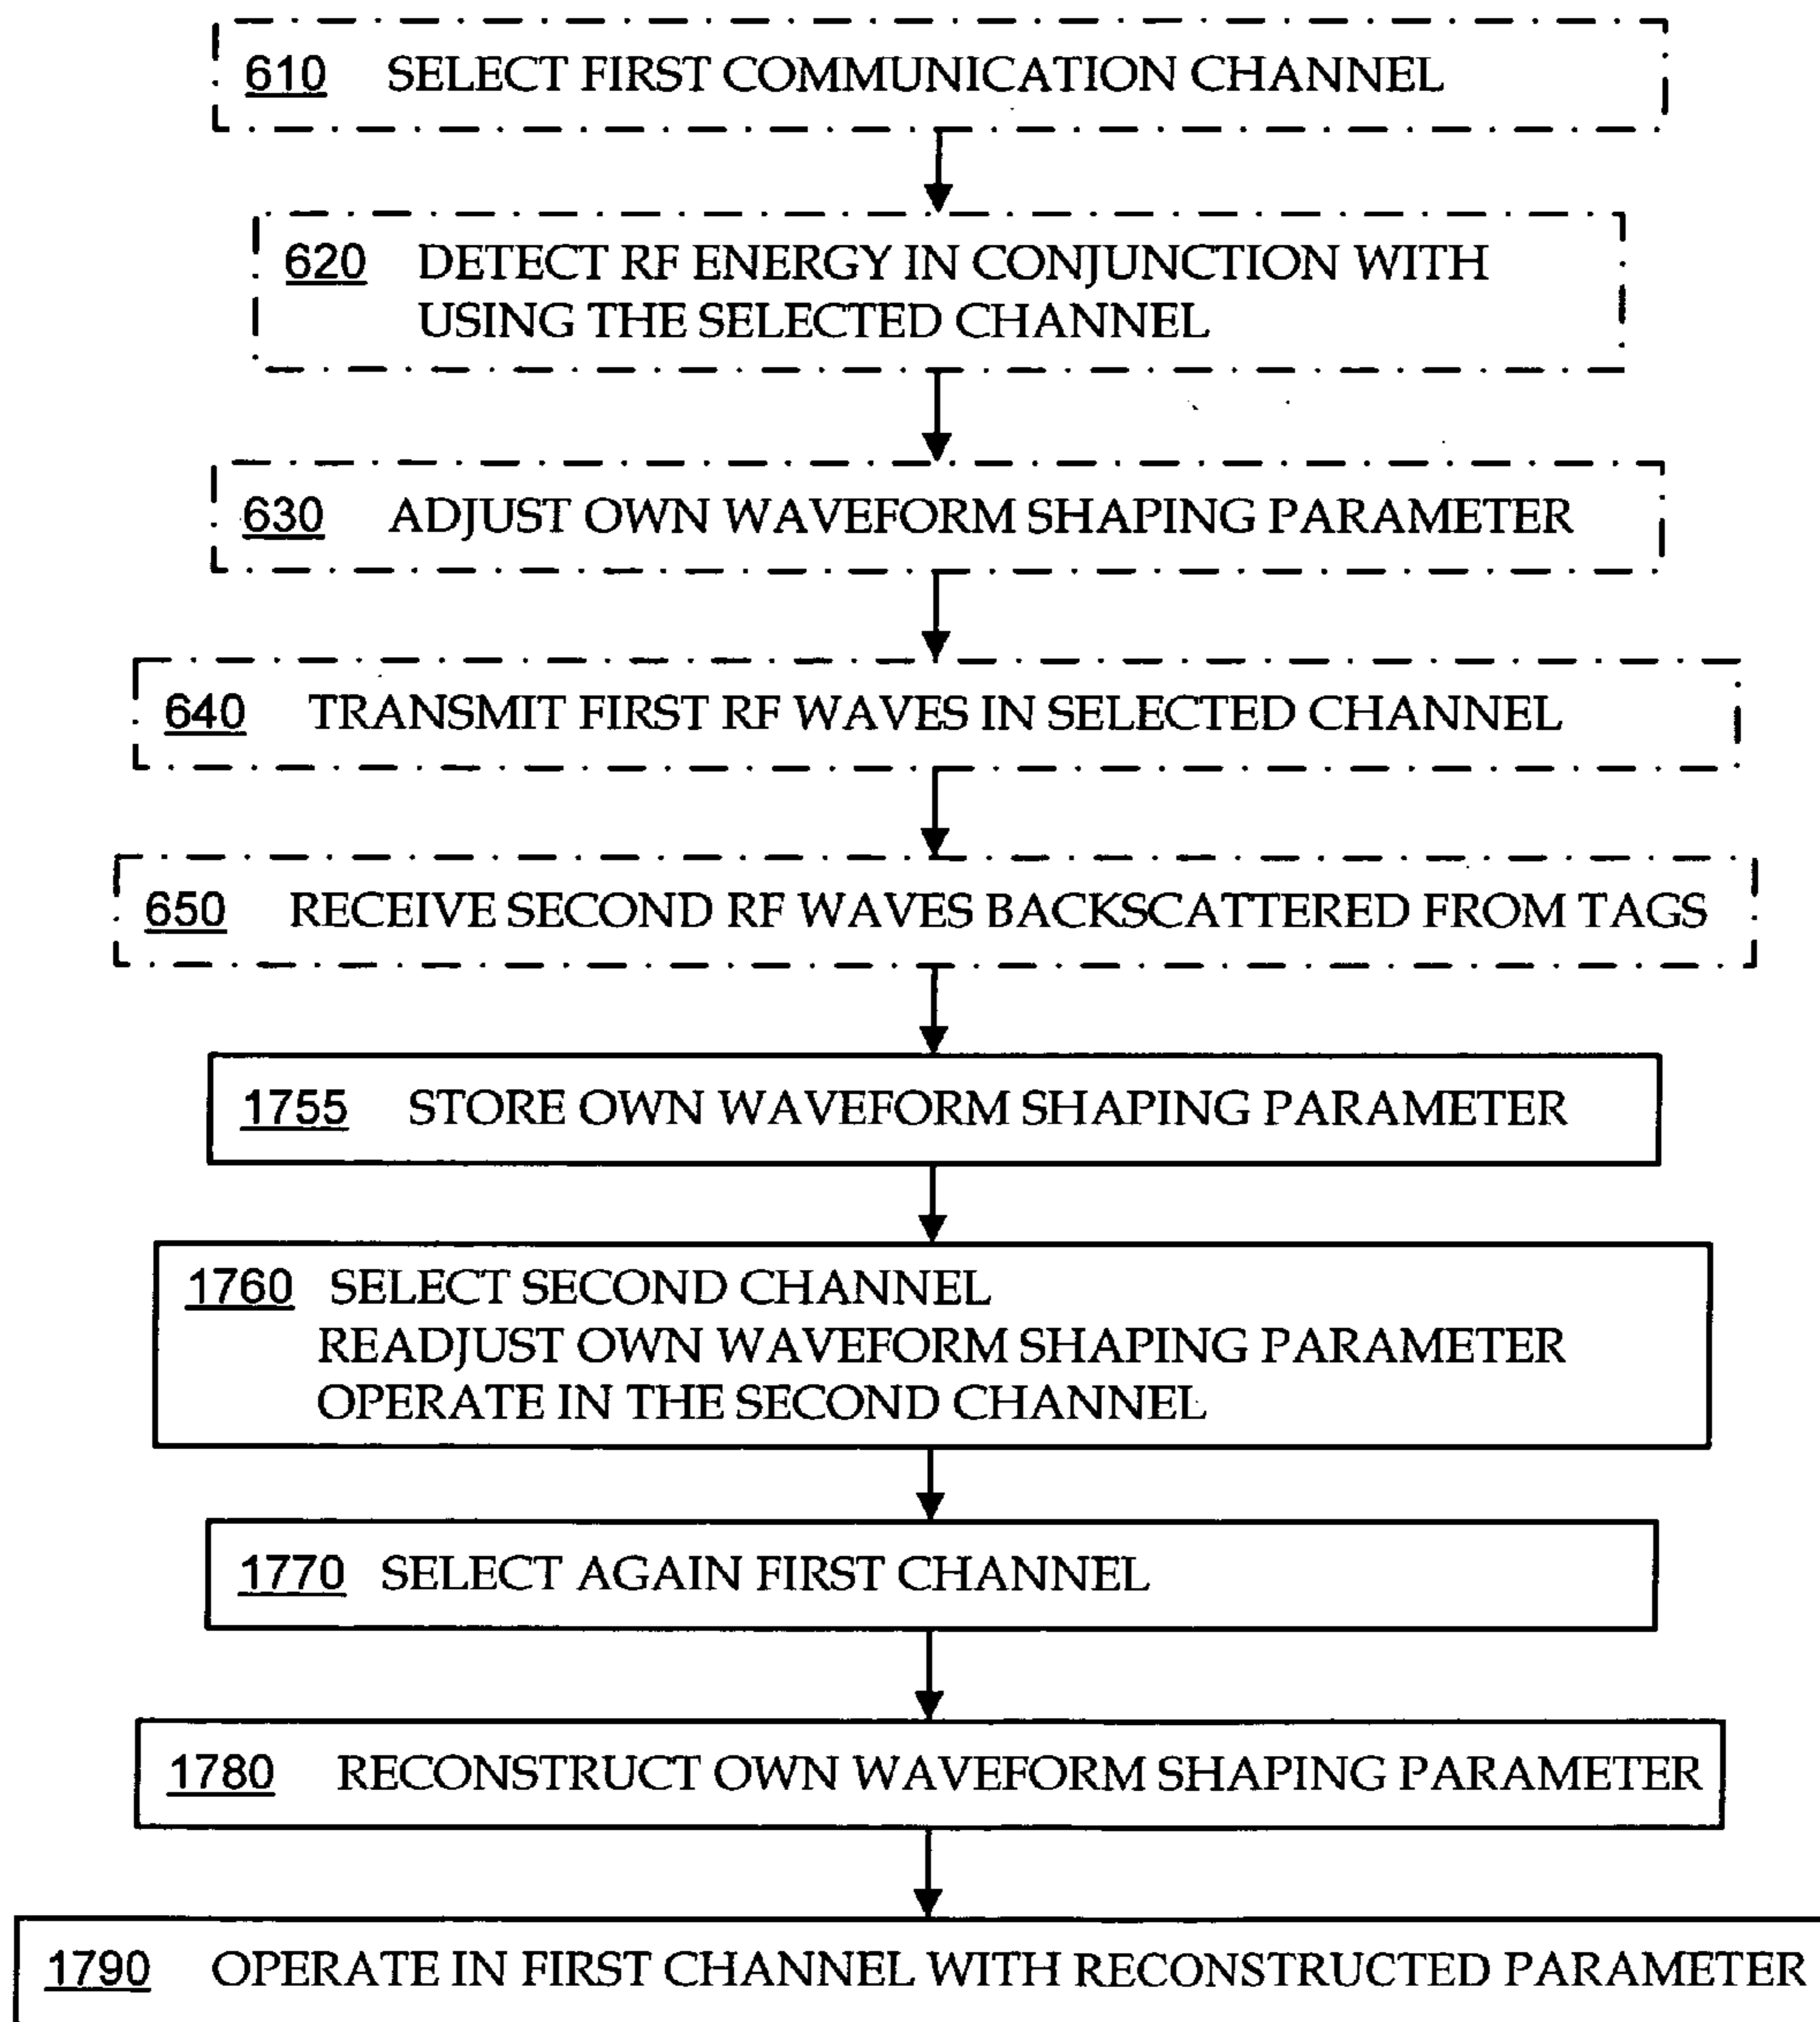 610 SELECT FIRST COMMUNICATION CHANNEL
620 DETECT RF ENERGY IN CONJUNCTION WITH
USING THE SELECTED CHANNEL
630 ADJUST OWN WAVEFORM SHAPING PARAMETER
640 TRANSMIT FIRST RF WAVES IN SELECTED CHANNEL
650 RECEIVE SECOND RF WAVES BACKSCATTERED FROM TAGS
1755 STORE OWN WAVEFORM SHAPING PARAMETER
1760 SELECT SECOND CHANNEL
READJUST OWN WAVEFORM SHAPING PARAMETER
OPERATE IN THE SECOND CHANNEL
1770 SELECT AGAIN FIRST CHANNEL
1780 RECONSTRUCT OWN WAVEFORM SHAPING PARAMETER
1790 OPERATE IN FIRST CHANNEL WITH RECONSTRUCTED PARAMETER